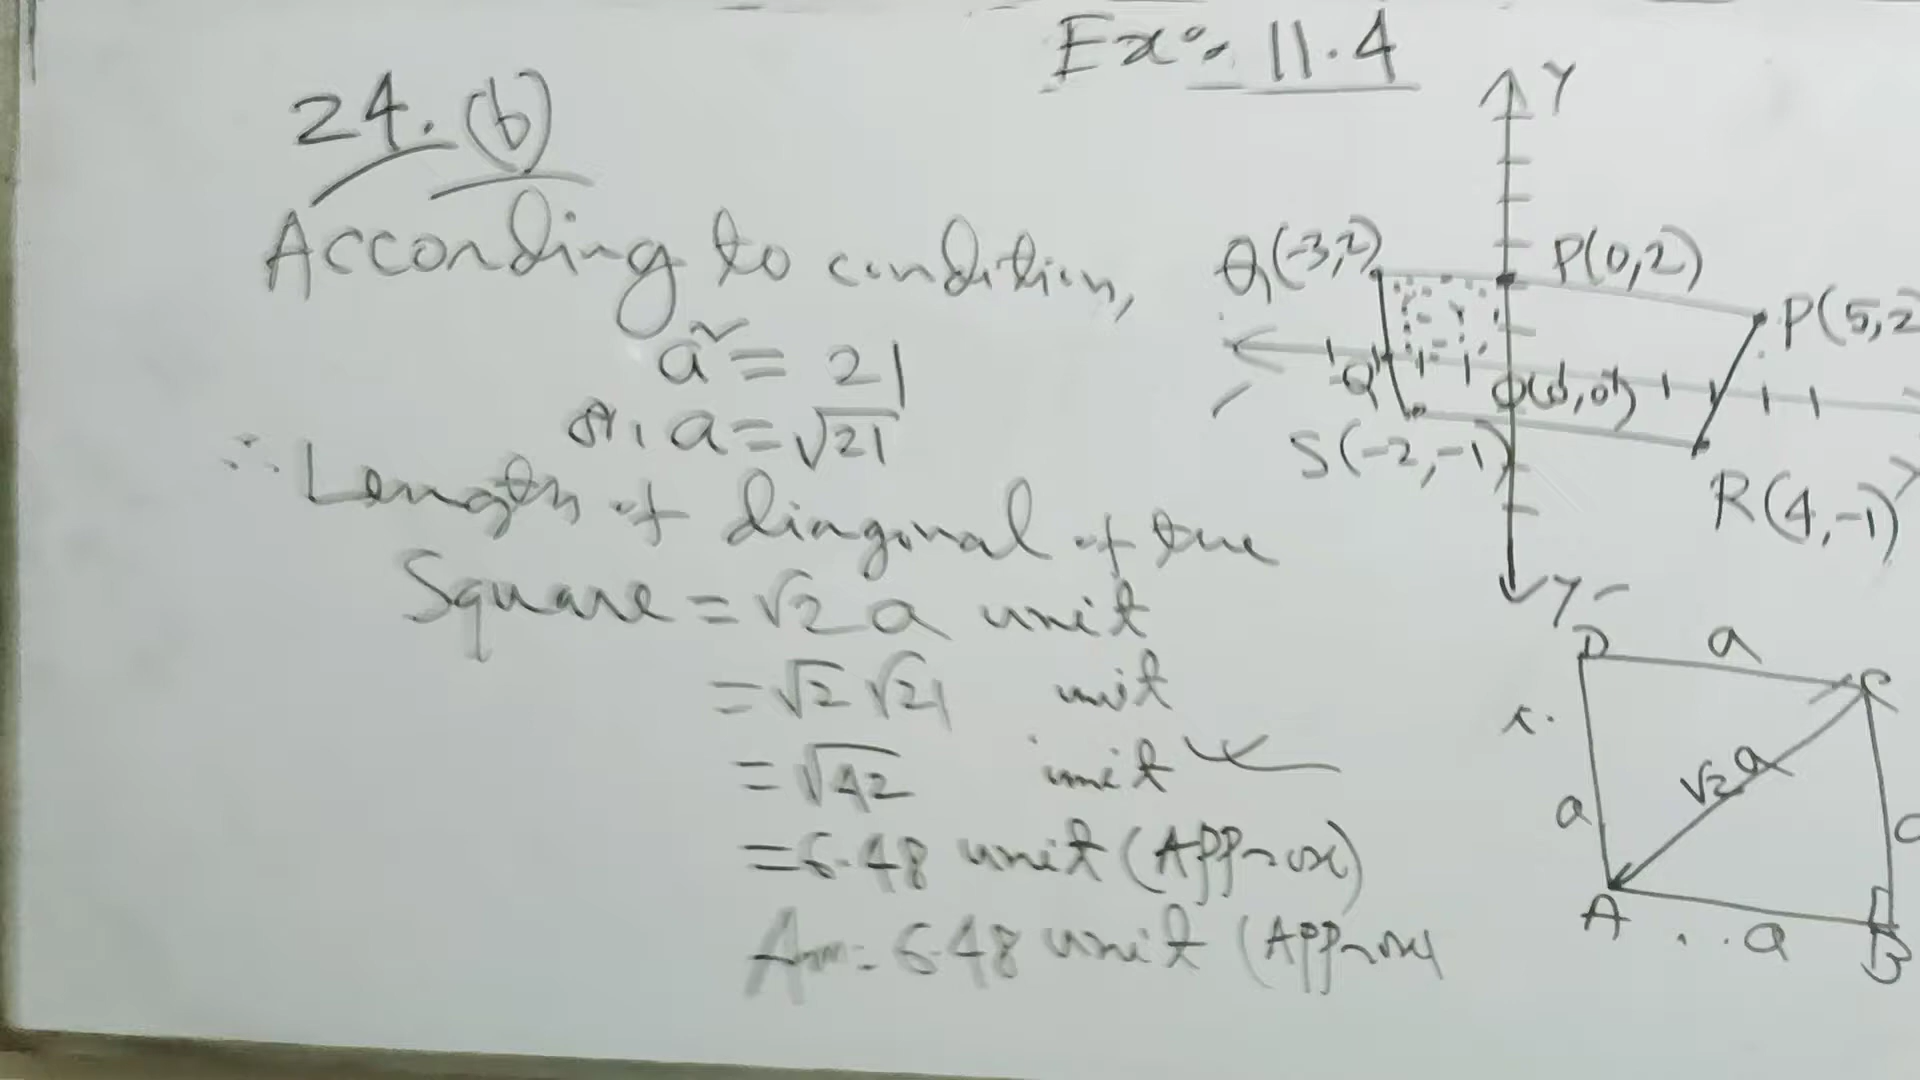 Ex:- 11.4
24. (b)
According to condition,
a² = 21
or, a = √21
∴ Length of diagonal of the
Square = √2 a unit
= √2 √21 unit
= √42 unit
= 6.48 unit (Approx)
Ans: 6.48 unit (Approx
Y
Q(-3,2) P(0,2)
P(5,2
Q' O(0,0)
S(-2,-1)
R(4,-1)
Y-
D a C
a √2 a
A a B